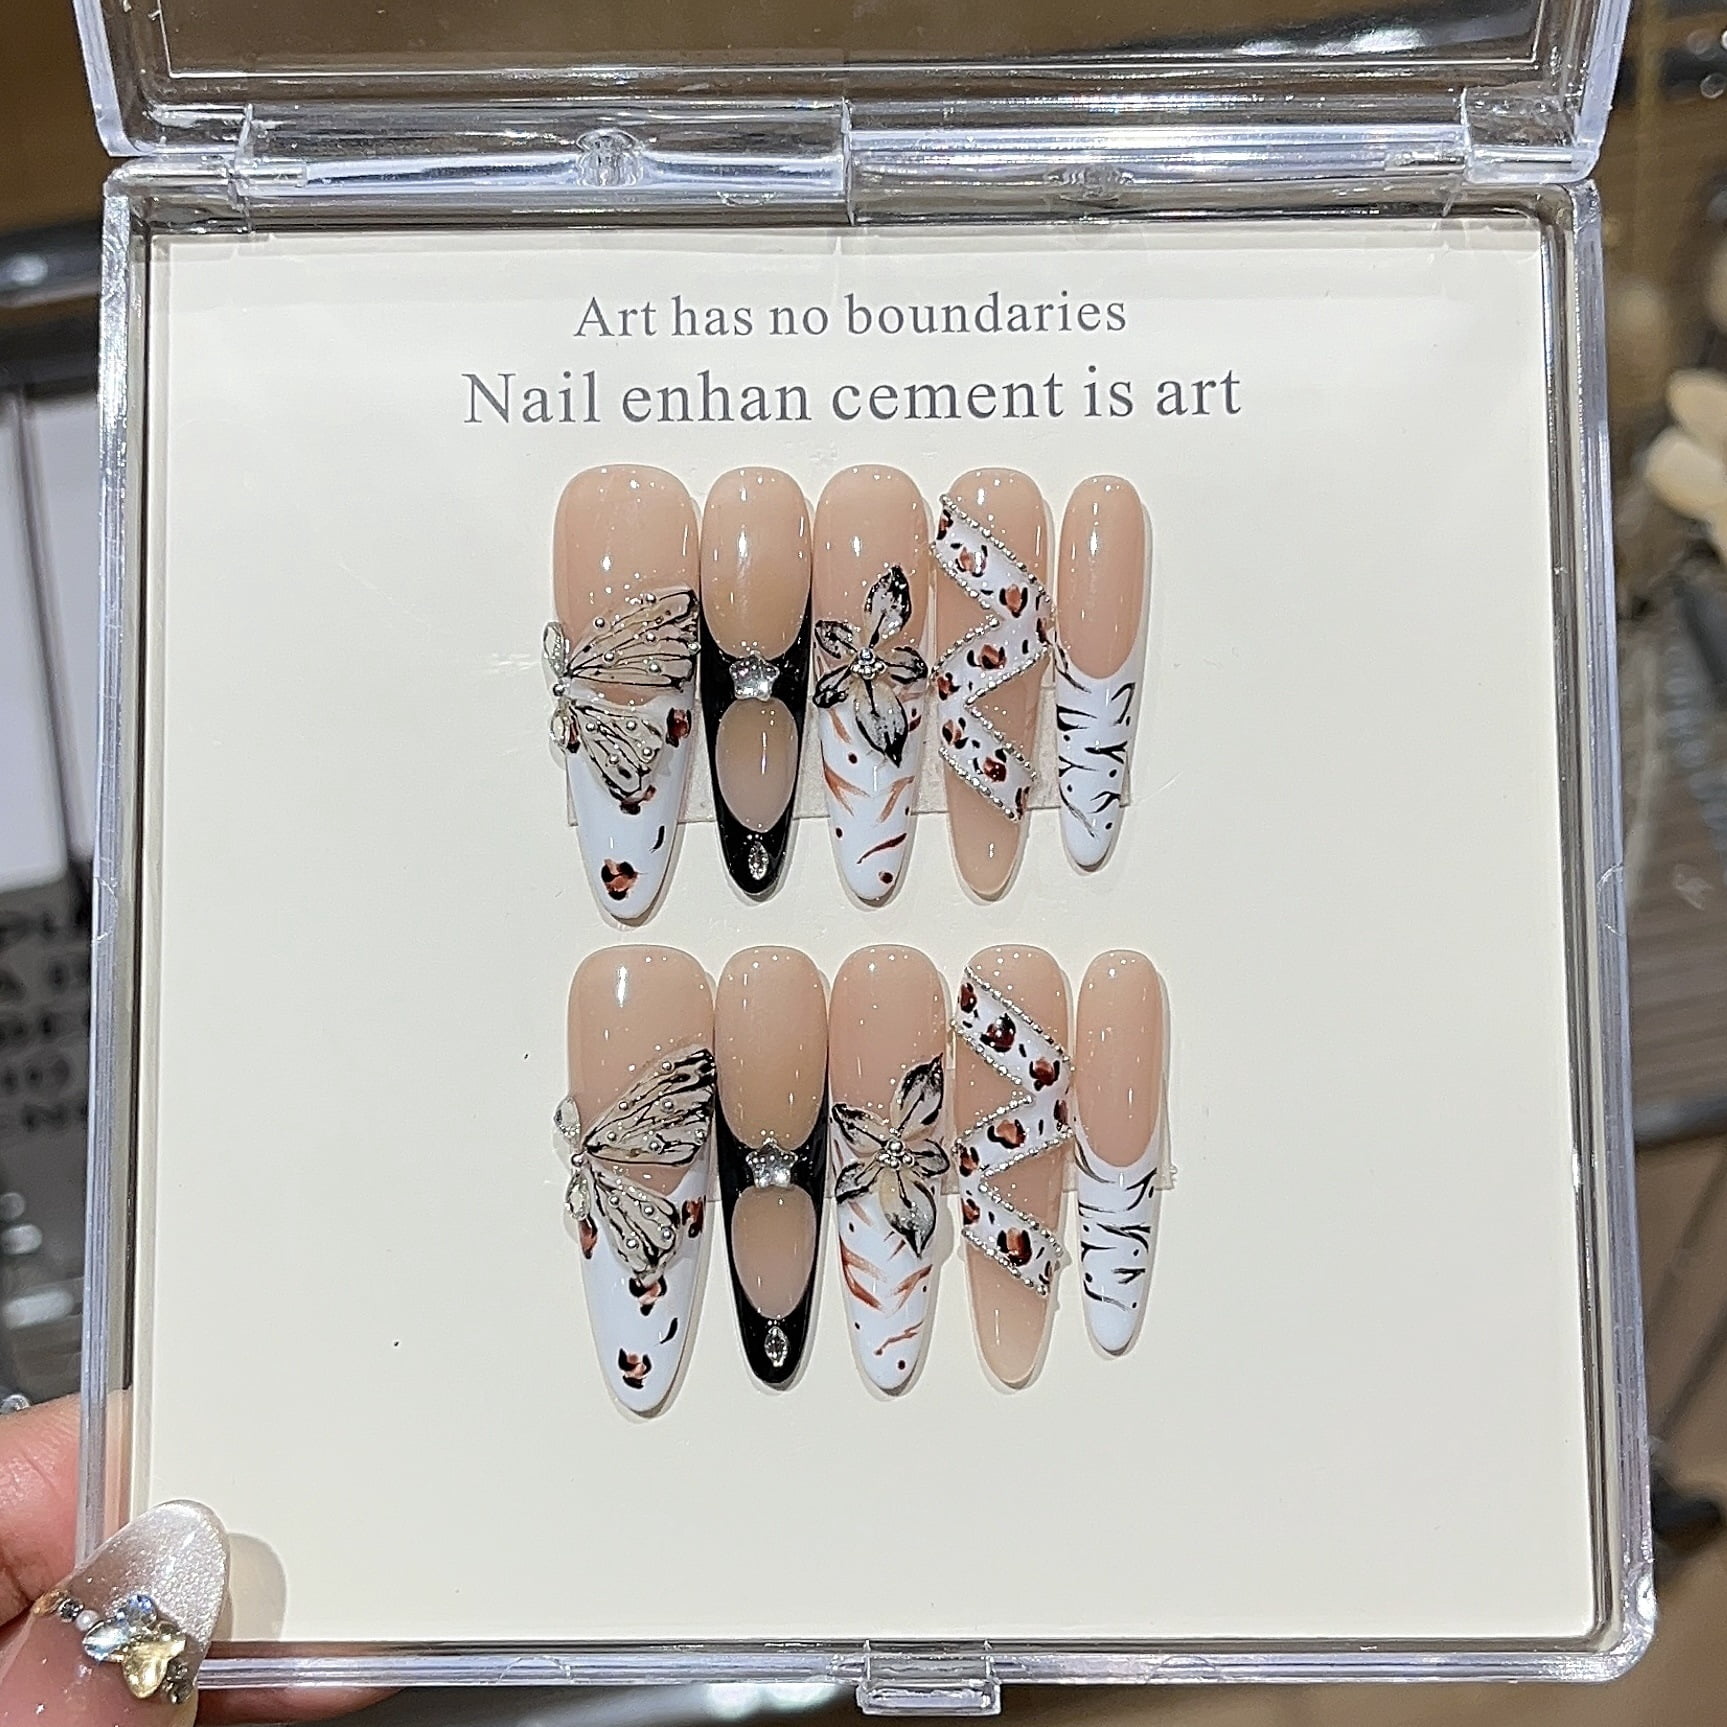 Art has no boundaries
Nail enhan cement is art